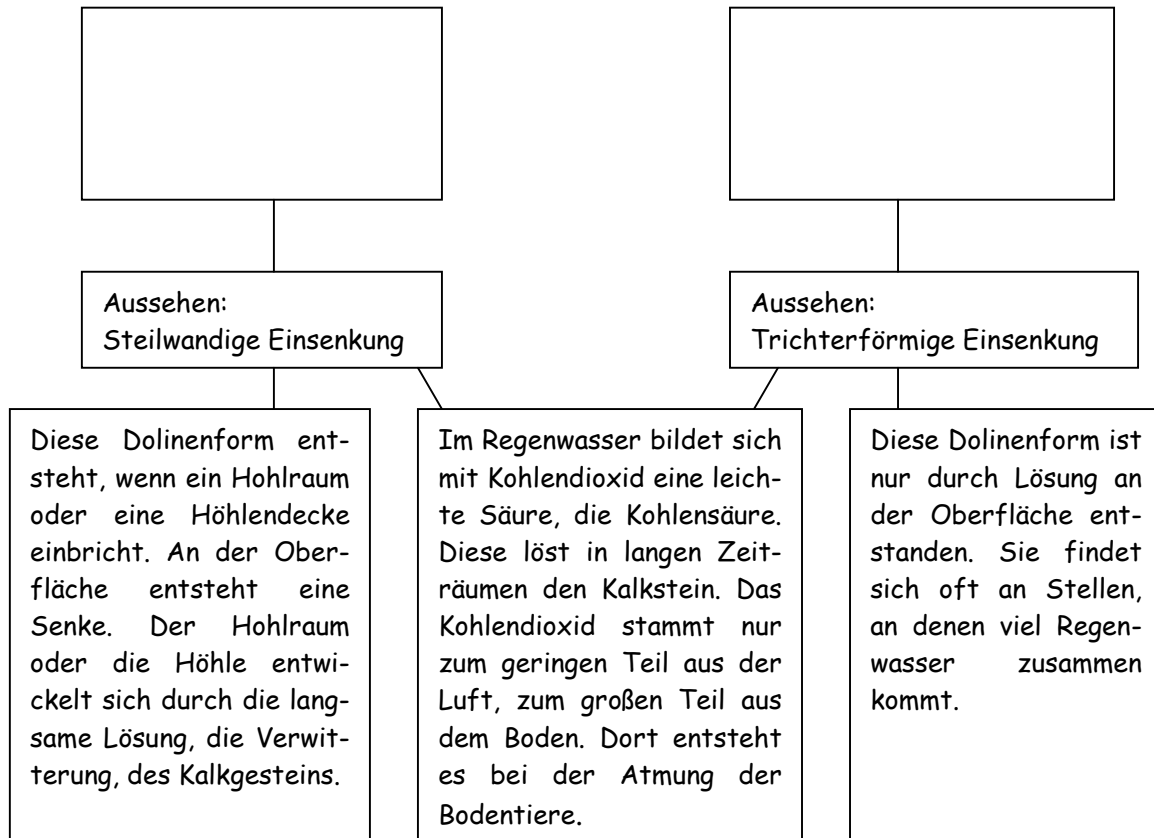 Aussehen:
Steilwandige Einsenkung
Aussehen:
Trichterförmige Einsenkung
Diese Dolinenform ent-
steht, wenn ein Hohlraum
oder eine Höhlendecke
einbricht. An der Ober-
fläche entsteht eine
Senke. Der Hohlraum
oder die Höhle entwi-
ckelt sich durch die lang-
same Lösung, die Verwit-
terung, des Kalkgesteins.
Im Regenwasser bildet sich
mit Kohlendioxid eine leich-
te Säure, die Kohlensäure.
Diese löst in langen Zeit-
räumen den Kalkstein. Das
Kohlendioxid stammt nur
zum geringen Teil aus der
Luft, zum großen Teil aus
dem Boden. Dort entsteht
es bei der Atmung der
Bodentiere.
Diese Dolinenform ist
nur durch Lösung an
der Oberfläche ent-
standen. Sie findet
sich oft an Stellen,
an denen viel Regen-
wasser zusammen
kommt.